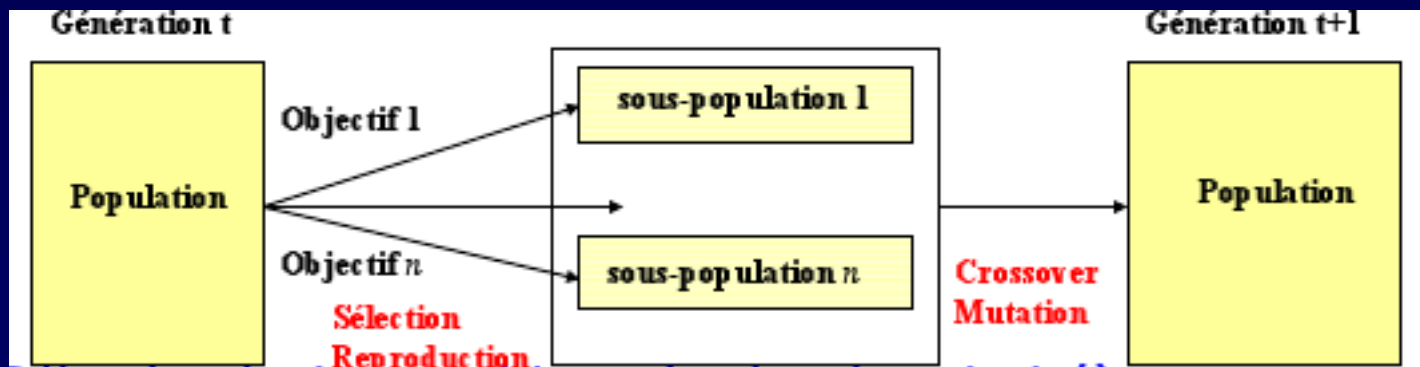 Génération t
Génération t+1
Objectif 1
sous-population 1
Population
Population
Objectif n
sous-population n
Sélection
Reproduction
Crossover
Mutation